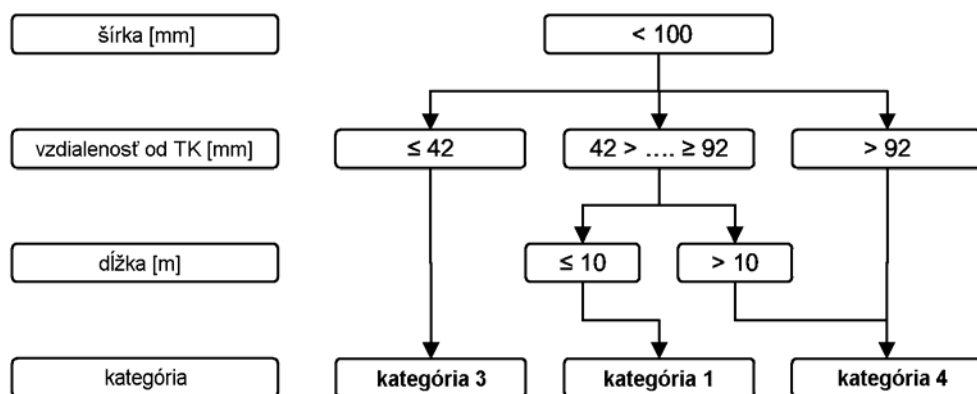 šírka [mm]
< 100
vzdialenosť od TK [mm]
≤ 42
42 > .... ≥ 92
> 92
dĺžka [m]
≤ 10
> 10
kategória
kategória 3
kategória 1
kategória 4